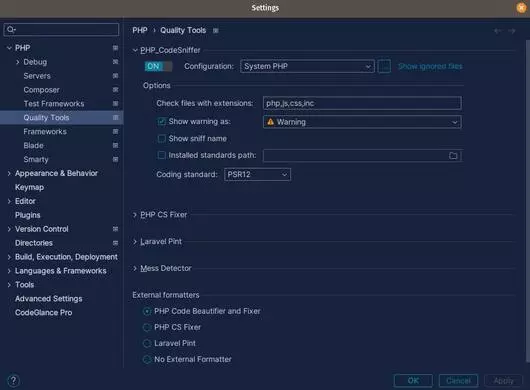 Settings
PHP
Debug
Servers
Composer
Test Frameworks
Quality Tools
Frameworks
Blade
Smarty
Appearance & Behavior
Keymap
Editor
Plugins
Version Control
Directories
Build, Execution, Deployment
Languages & Frameworks
Tools
Advanced Settings
CodeGlance Pro
PHP › Quality Tools
PHP_CodeSniffer
ON Configuration: System PHP ... Show ignored files
Options
Check files with extensions: php,js,css,inc
Show warning as: Warning
Show sniff name
Installed standards path:
Coding standard: PSR12
PHP CS Fixer
Laravel Pint
Mess Detector
External formatters
PHP Code Beautifier and Fixer
PHP CS Fixer
Laravel Pint
No External Formatter
? OK Cancel Apply